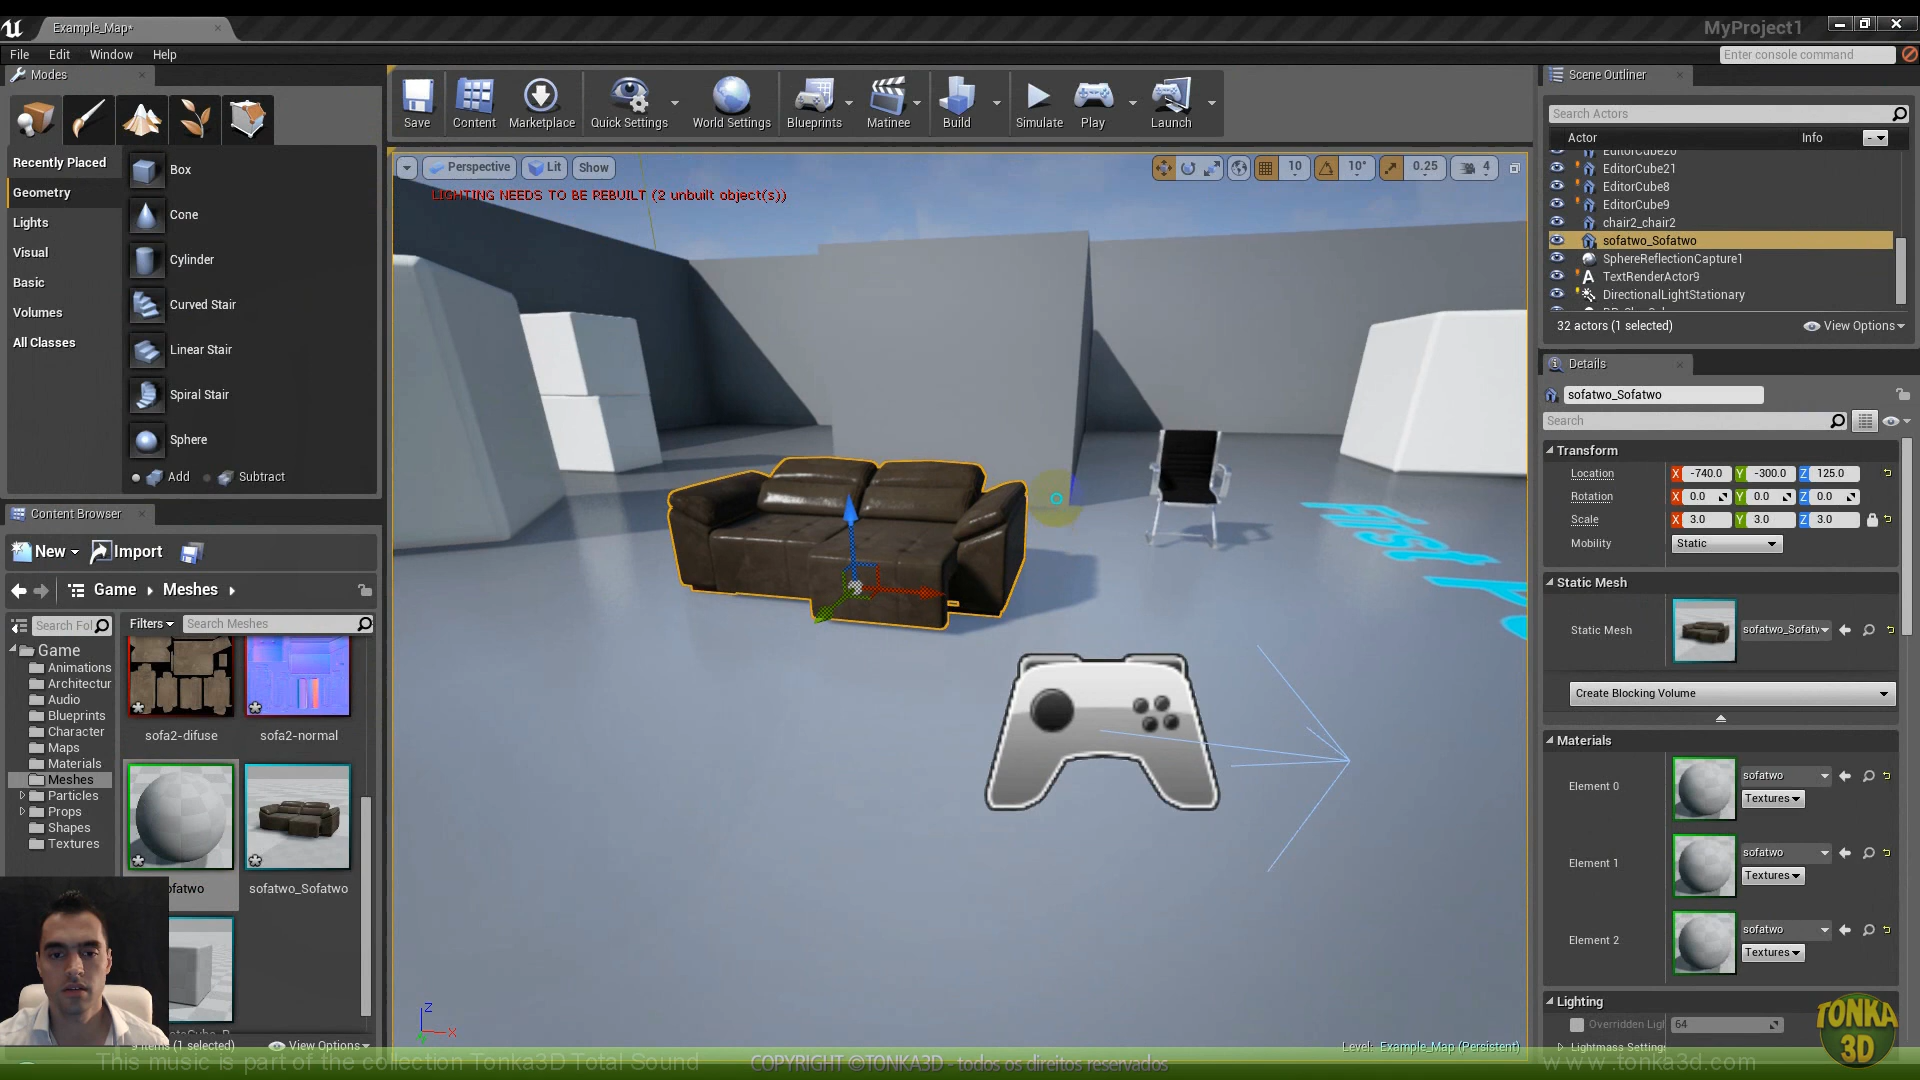 Example_Map*
MyProject1
File Edit Window Help
Enter console command
Modes
Save
Content
Marketplace
Quick Settings
World Settings
Blueprints
Matinee
Build
Simulate
Play
Launch
Recently Placed
Geometry
Lights
Visual
Basic
Volumes
All Classes
Box
Cone
Cylinder
Curved Stair
Linear Stair
Spiral Stair
Sphere
Add
Subtract
Perspective
Lit
Show
10
10°
0.25
4
LIGHTING NEEDS TO BE REBUILT (2 unbuilt object(s))
Z
X
Level: Example_Map (Persistent)
Content Browser
New
Import
Game
Meshes
Search Fol
Filters
Search Meshes
Game
Animations
Architectur
Audio
Blueprints
Character
Maps
Materials
Meshes
Particles
Props
Shapes
Textures
sofa2-difuse
sofa2-normal
ofatwo
sofatwo_Sofatwo
items (1 selected)
View Options
Scene Outliner
Search Actors
Actor
Info
EditorCube20
EditorCube21
EditorCube8
EditorCube9
chair2_chair2
sofatwo_Sofatwo
SphereReflectionCapture1
TextRenderActor9
DirectionalLightStationary
32 actors (1 selected)
View Options
Details
sofatwo_Sofatwo
Search
Transform
Location X -740.0 Y -300.0 Z 125.0
Rotation X 0.0 Y 0.0 Z 0.0
Scale X 3.0 Y 3.0 Z 3.0
Mobility Static
Static Mesh
Static Mesh
sofatwo_Sofatw
Create Blocking Volume
Materials
Element 0
sofatwo
Textures
Element 1
sofatwo
Textures
Element 2
sofatwo
Textures
Lighting
Overridden Ligh 64
Lightmass Settings
TONKA
3D
This music is part of the collection Tonka3D Total Sound
COPYRIGHT ©TONKA3D - todos os direitos reservados
www.tonka3d.com